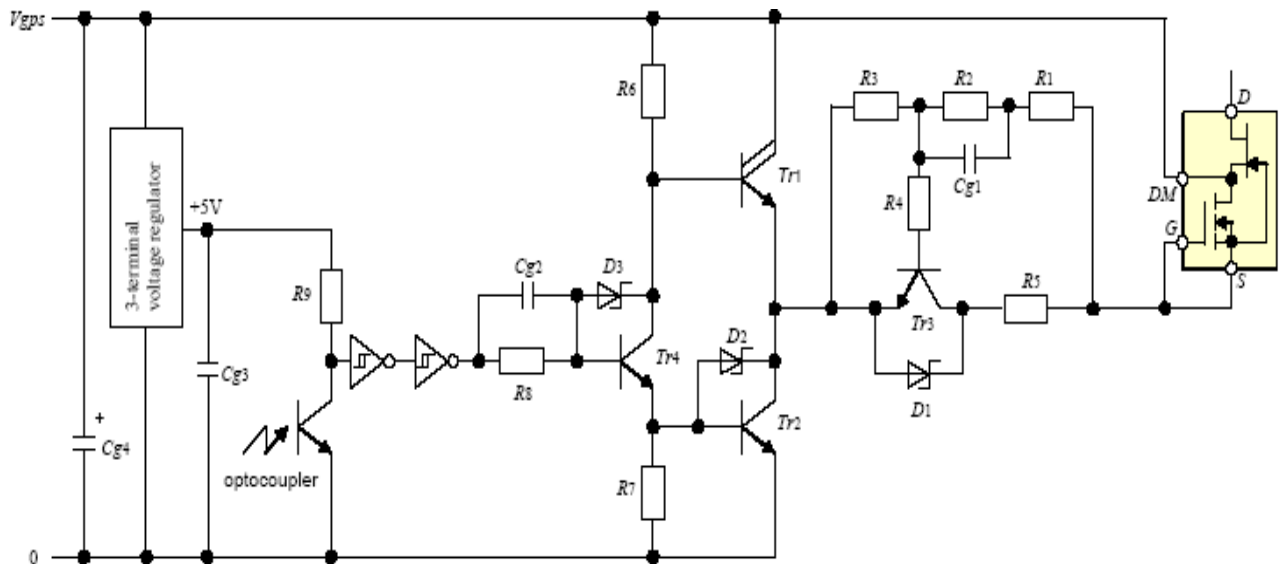 Vgps
R6
R3
R2
R1
D
3-terminal
voltage regulator
+5V
Tr1
Cg1
DM
R4
G
R9
Cg2
D3
S
R5
Tr3
D2
Cg3
R8
Tr4
D1
Cg4
+
Tr2
optocoupler
R7
0